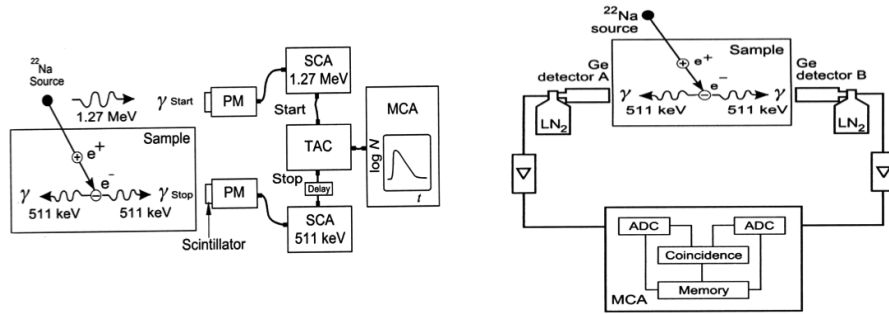 ²²Na
Source
1.27 MeV
γ Start
PM
SCA
1.27 MeV
Start
MCA
log N
t
TAC
Stop
Delay
SCA
511 keV
Sample
e⁺
e⁻
γ
γ Stop
511 keV
511 keV
PM
Scintillator
²²Na
source
Sample
Ge
detector A
e⁺
e⁻
Ge
detector B
γ
γ
511 keV
511 keV
LN₂
LN₂
ADC
ADC
Coincidence
Memory
MCA